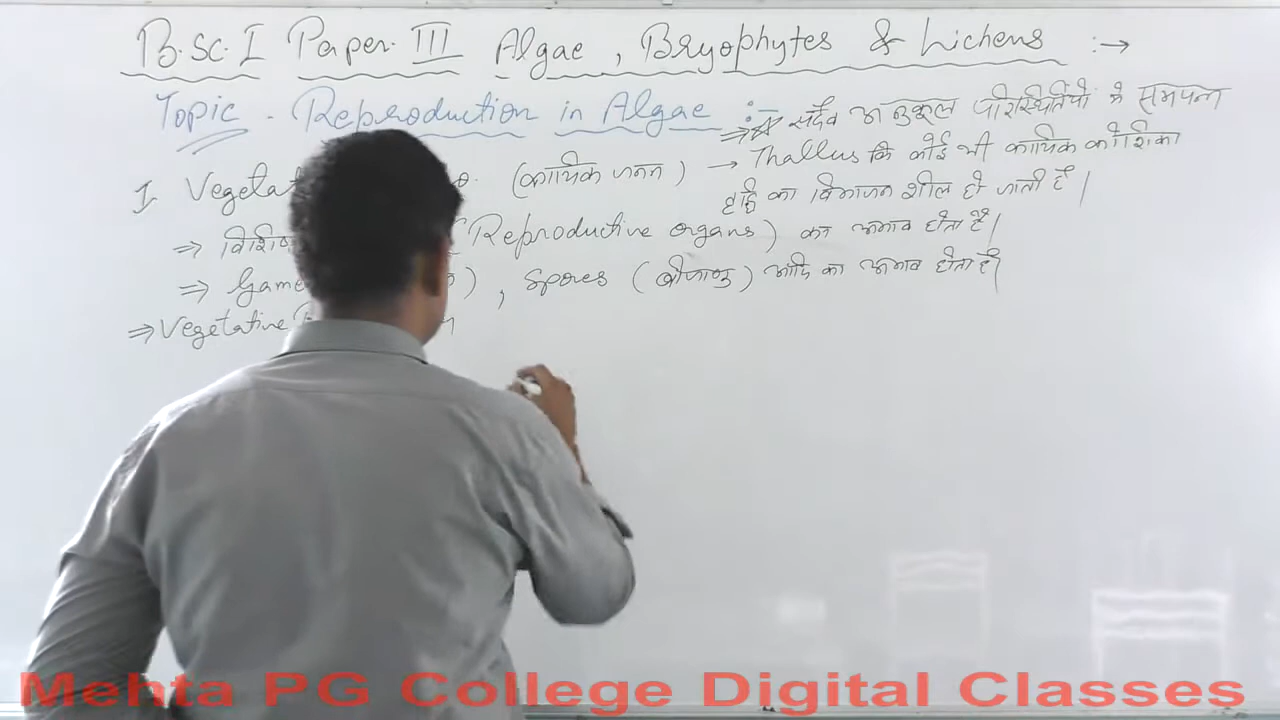 B.Sc. I Paper. III Algae, Bryophytes & Lichens :→
Topic. Reproduction in Algae :-
⇒ सदैव अनुकूल परिस्थितियों मे सम्पन्न
I Vegetat (कायिक जनन) → Thallus कि कोई भी कायिक कोशिका
का विभाजन शील हो जाती है।
⇒ (Reproductive organs) का अभाव होता है।
⇒ Game ), Spores (बीजाणु) आदि का अभाव होता है।
⇒ Vegetative
Mehta PG College Digital Classes